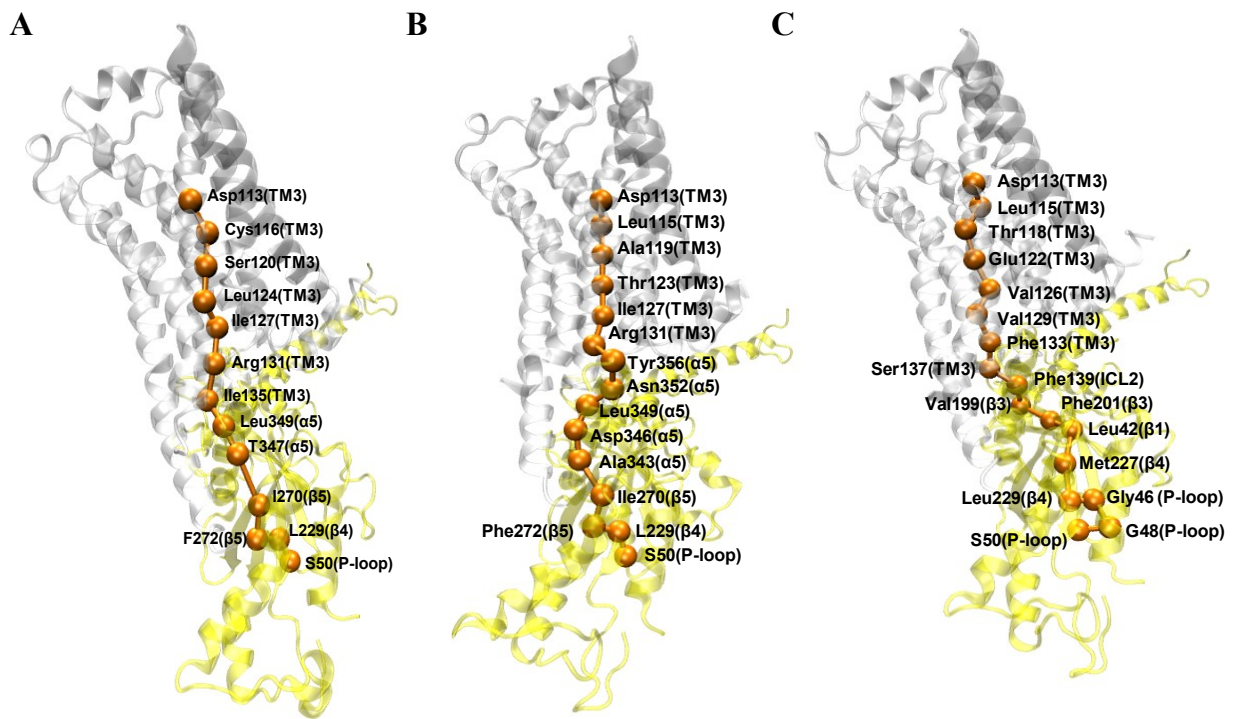 A
Asp113(TM3)
Cys116(TM3)
Ser120(TM3)
Leu124(TM3)
Ile127(TM3)
Arg131(TM3)
Ile135(TM3)
Leu349(α5)
T347(α5)
I270(β5)
F272(β5)
L229(β4)
S50(P-loop)
B
Asp113(TM3)
Leu115(TM3)
Ala119(TM3)
Thr123(TM3)
Ile127(TM3)
Arg131(TM3)
Tyr356(α5)
Asn352(α5)
Leu349(α5)
Asp346(α5)
Ala343(α5)
Ile270(β5)
Phe272(β5)
L229(β4)
S50(P-loop)
C
Asp113(TM3)
Leu115(TM3)
Thr118(TM3)
Glu122(TM3)
Val126(TM3)
Val129(TM3)
Phe133(TM3)
Ser137(TM3)
Phe139(ICL2)
Val199(β3)
Phe201(β3)
Leu42(β1)
Met227(β4)
Leu229(β4)
Gly46 (P-loop)
S50(P-loop)
G48(P-loop)